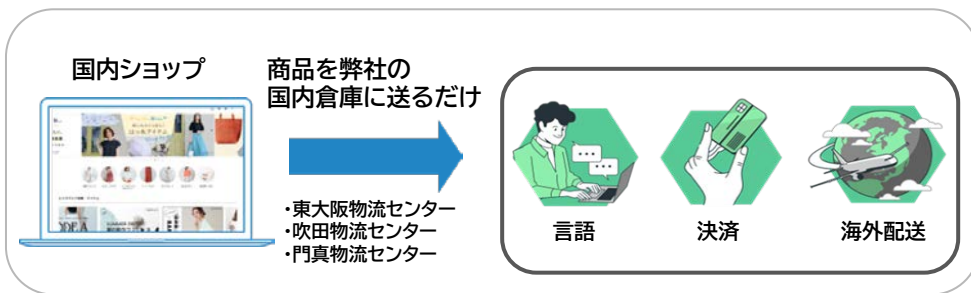 国内ショップ
商品を弊社の
国内倉庫に送るだけ
・東大阪物流センター
・吹田物流センター
・門真物流センター
言語
決済
海外配送